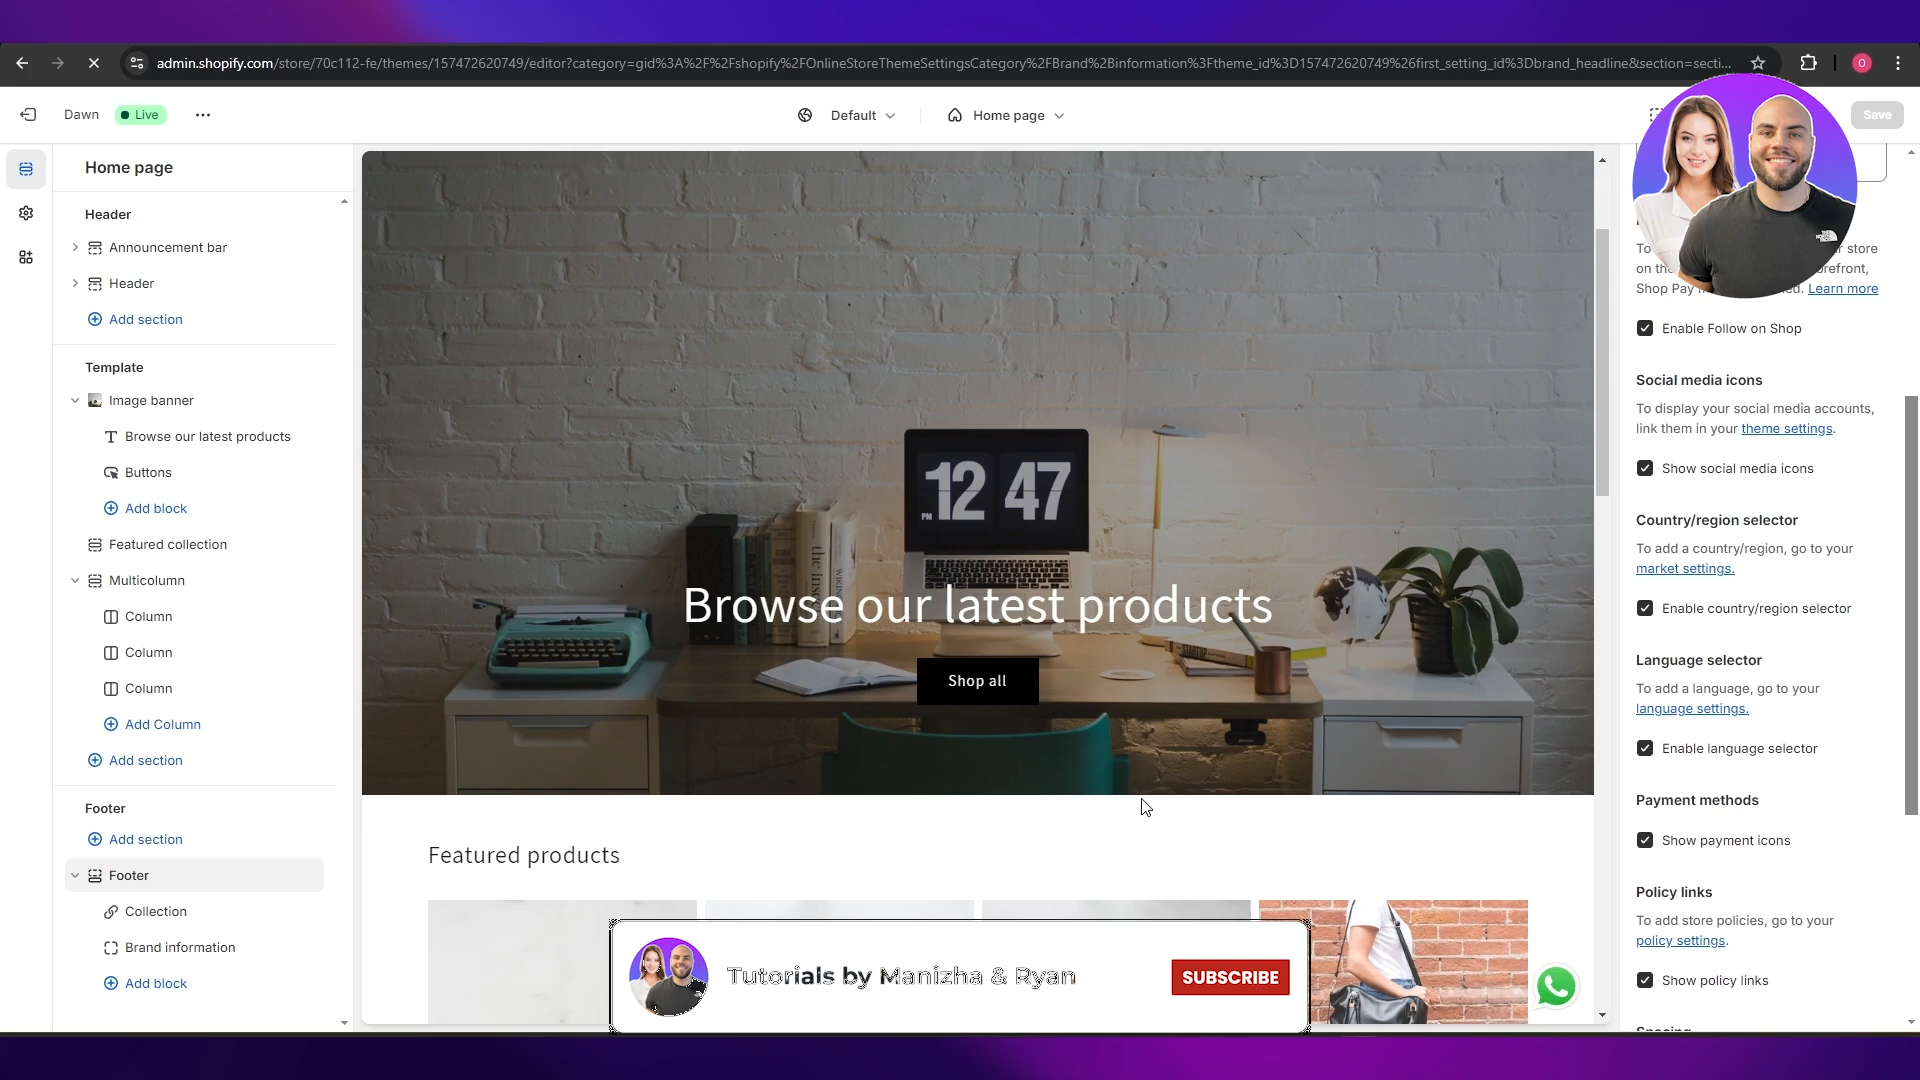 admin.shopify.com/store/70c112-fe/themes/157472620749/editor?category=gid%3A%2F%2Fshopify%2FOnlineStoreThemeSettingsCategory%2FBrand%2Binformation%3Ftheme_id%3D157472620749%26first_setting_id%3Dbrand_headline&section=secti...
O
Dawn
Live
Default
Home page
Save
Home page
Header
Announcement bar
Header
Add section
Template
Image banner
Browse our latest products
Buttons
Add block
Featured collection
Multicolumn
Column
Column
Column
Add Column
Add section
Footer
Add section
Footer
Collection
Brand information
Add block
PM 12 47
Browse our latest products
Shop all
Featured products
Tutorials by Manizha & Ryan
SUBSCRIBE
To
store
on the
Shop Pay
Learn more
Enable Follow on Shop
Social media icons
To display your social media accounts,
link them in your theme settings.
Show social media icons
Country/region selector
To add a country/region, go to your
market settings.
Enable country/region selector
Language selector
To add a language, go to your
language settings.
Enable language selector
Payment methods
Show payment icons
Policy links
To add store policies, go to your
policy settings.
Show policy links